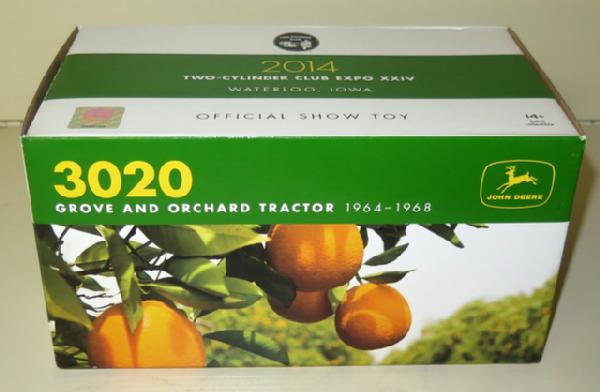 2014
TWO-CYLINDER CLUB EXPO XXIV
WATERLOO, IOWA
OFFICIAL SHOW TOY
14+
3020
GROVE AND ORCHARD TRACTOR 1964–1968
JOHN DEERE